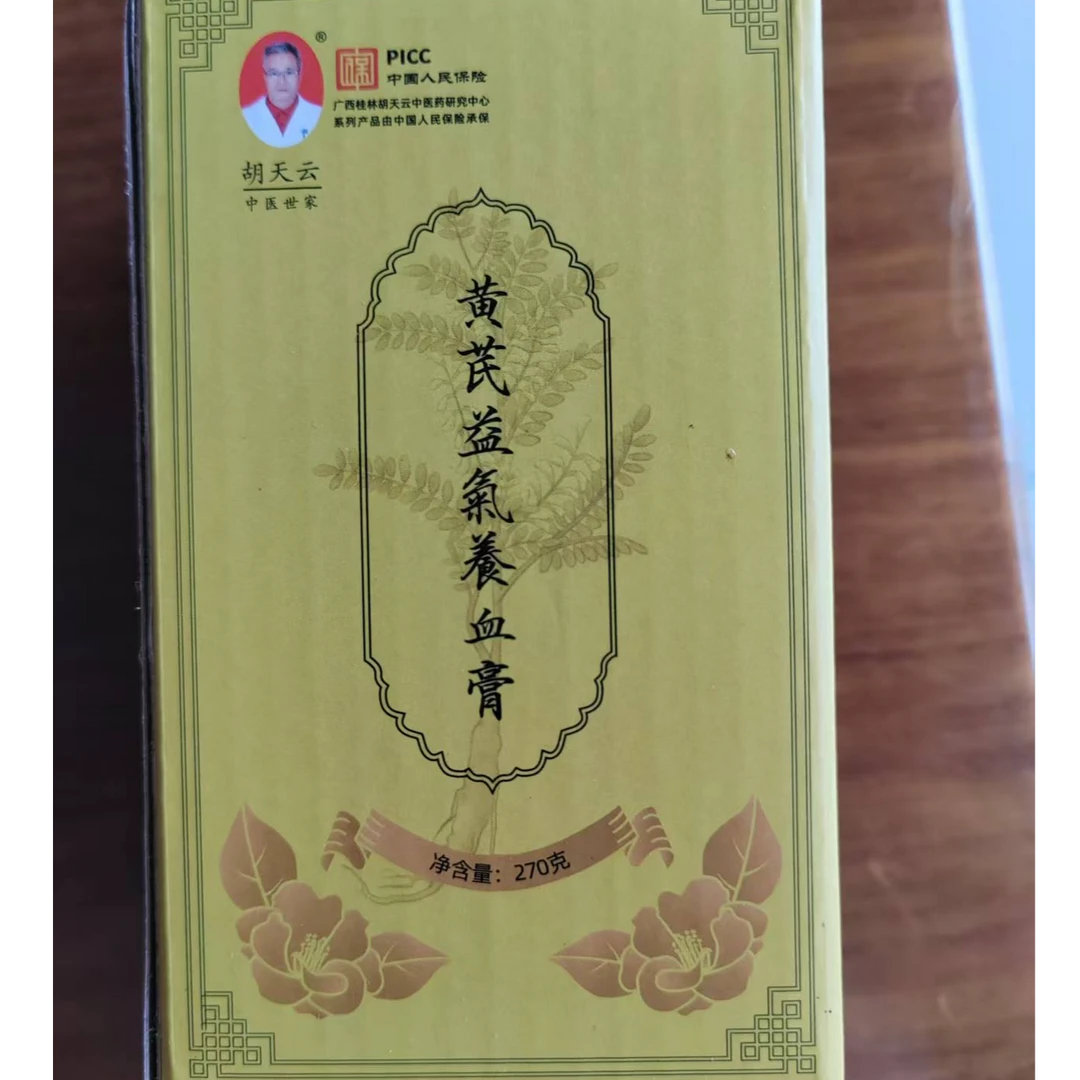 ®
PICC
中国人民保险
广西桂林胡天云中医药研究中心
系列产品由中国人民保险承保
胡天云
中医世家
黄芪益氣養血膏
净含量：270克